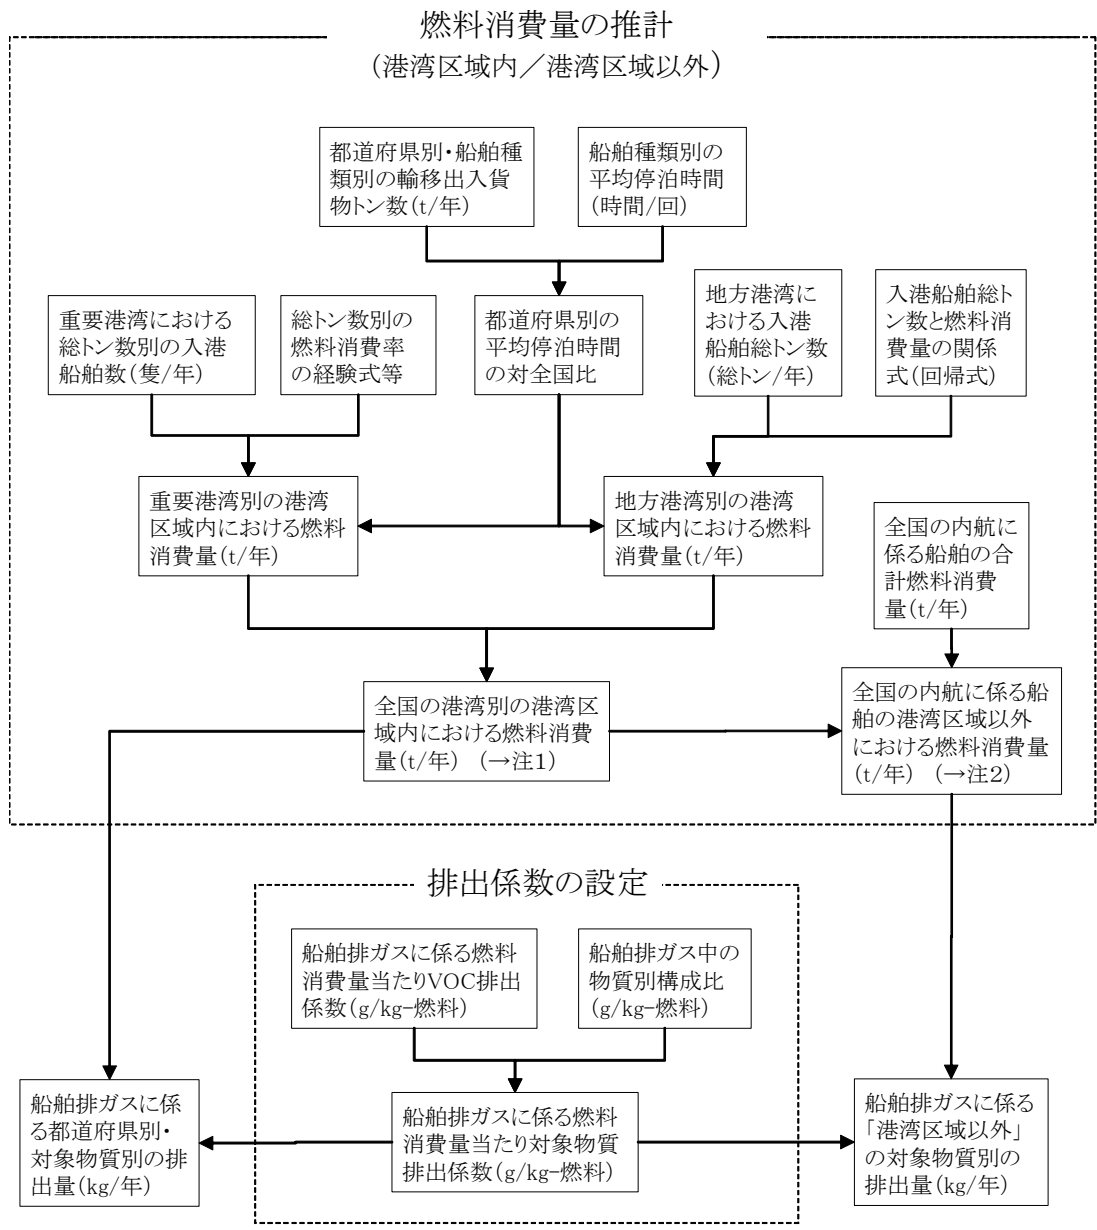 燃料消費量の推計
(港湾区域内／港湾区域以外)
都道府県別・船舶種
類別の輸移出入貨
物トン数(t/年)
船舶種類別の
平均停泊時間
(時間/回)
重要港湾における
総トン数別の入港
船舶数(隻/年)
総トン数別の
燃料消費率
の経験式等
都道府県別の
平均停泊時間
の対全国比
地方港湾に
おける入港
船舶総トン数
(総トン/年)
入港船舶総ト
ン数と燃料消
費量の関係
式(回帰式)
重要港湾別の港湾
区域内における燃料
消費量(t/年)
地方港湾別の港湾
区域内における燃料
消費量(t/年)
全国の内航に
係る船舶の合
計燃料消費
量(t/年)
全国の港湾別の港湾区
域内における燃料消費
量(t/年) (→注1)
全国の内航に係る船
舶の港湾区域以外
における燃料消費量
(t/年) (→注2)
排出係数の設定
船舶排ガスに係る燃料
消費量当たりVOC排出
係数(g/kg-燃料)
船舶排ガス中の
物質別構成比
(g/kg-燃料)
船舶排ガスに係
る都道府県別・
対象物質別の排
出量(kg/年)
船舶排ガスに係る燃料
消費量当たり対象物質
排出係数(g/kg-燃料)
船舶排ガスに係る
「港湾区域以外」
の対象物質別の
排出量(kg/年)